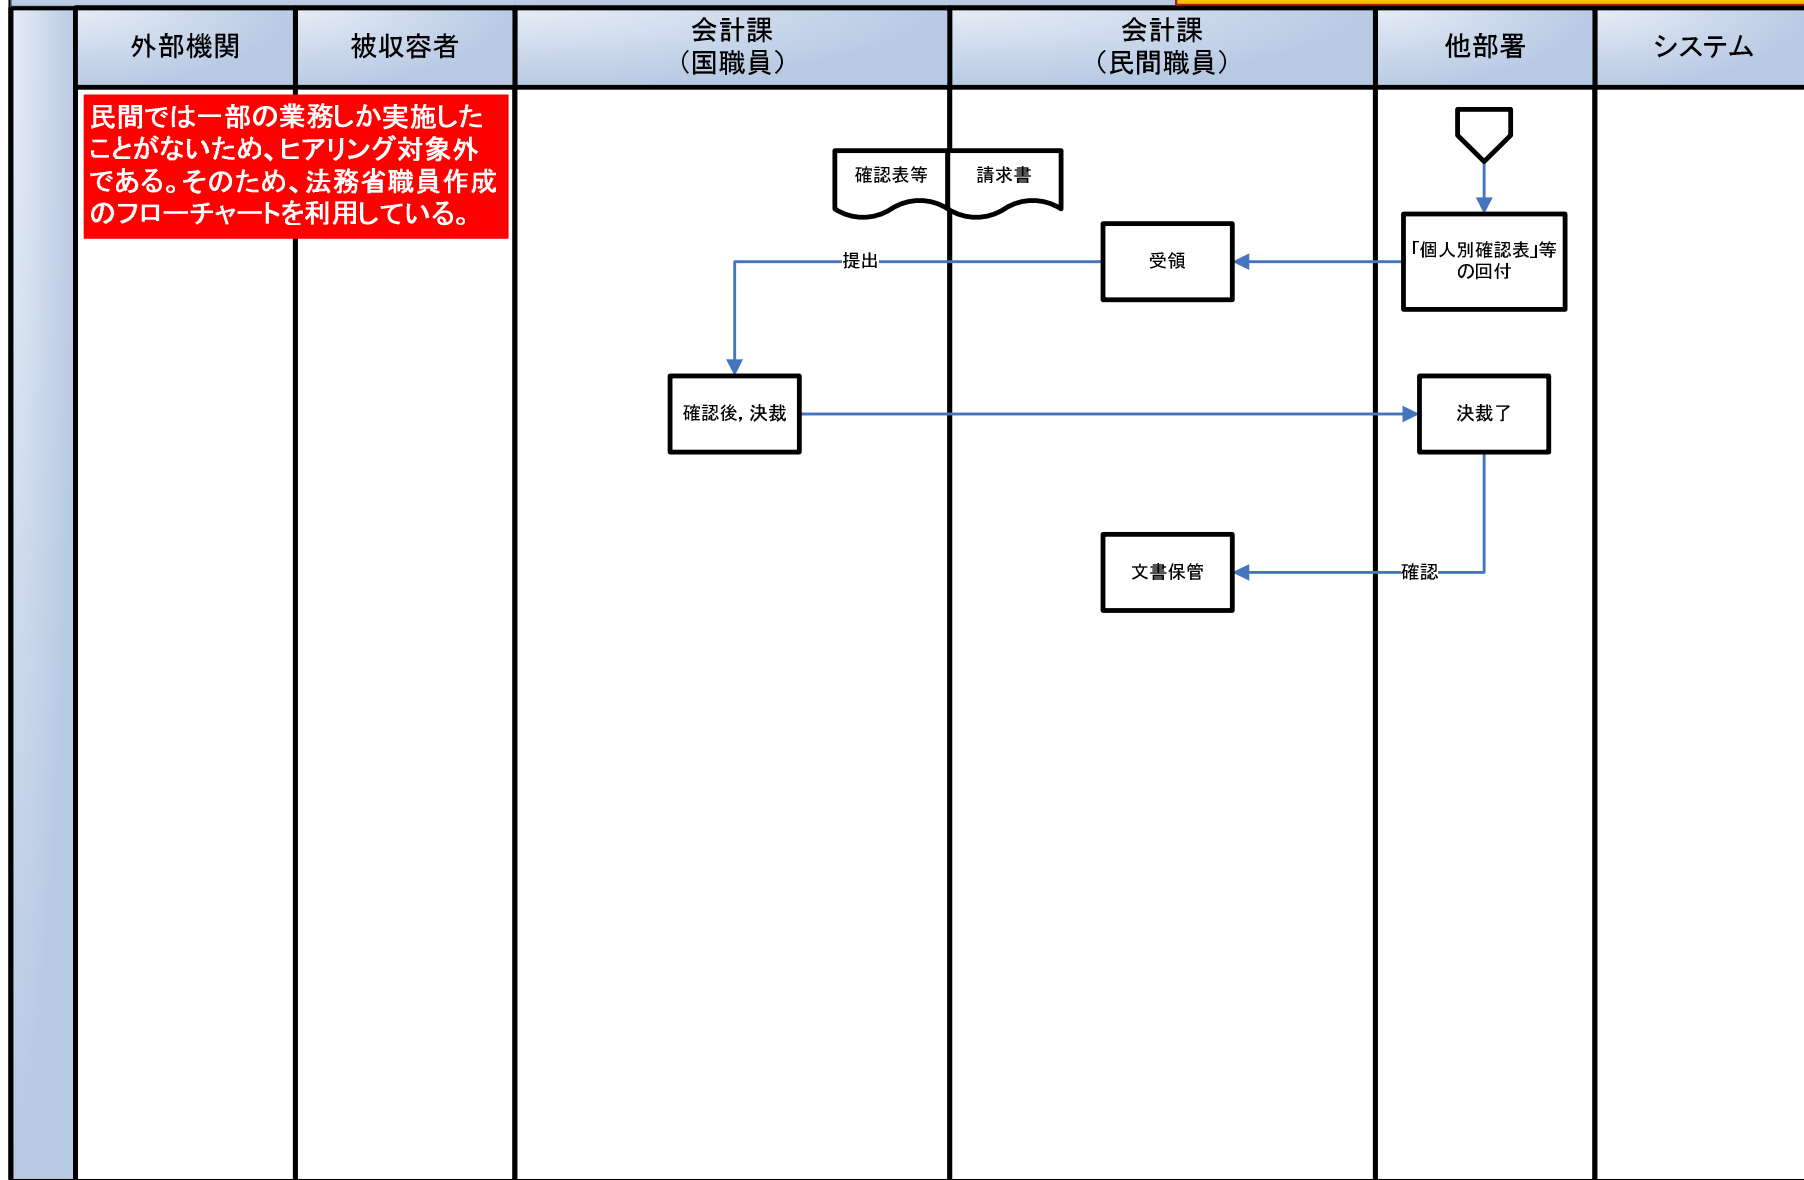 外部機関
被収容者
会計課
（国職員）
会計課
（民間職員）
他部署
システム
民間では一部の業務しか実施した
ことがないため、ヒアリング対象外
である。そのため、法務省職員作成
のフローチャートを利用している。
確認表等
請求書
「個人別確認表」等
の回付
受領
提出
確認後，決裁
決裁了
確認
文書保管